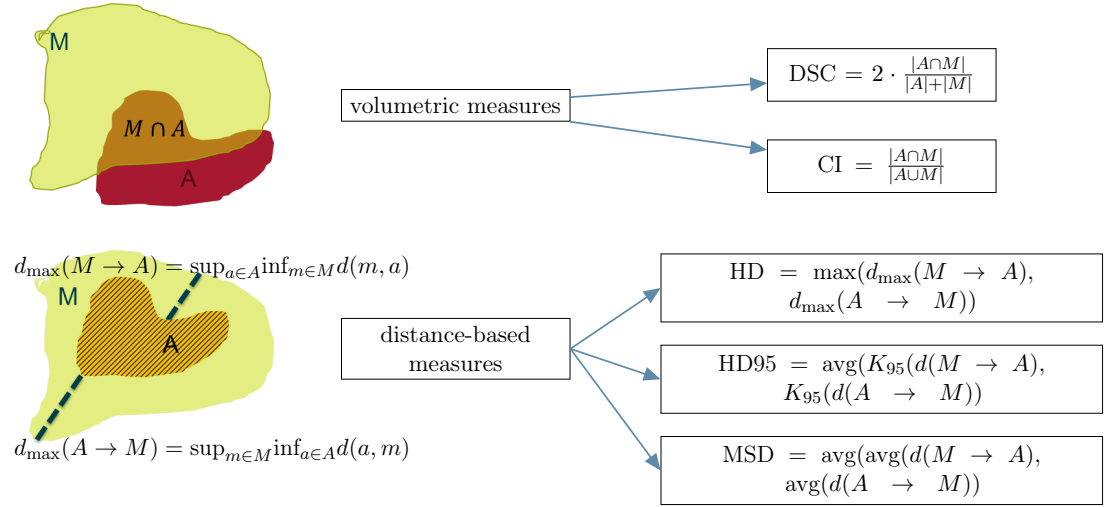 M
M ∩ A
A
volumetric measures
DSC = 2 · |A∩M| / |A|+|M|
CI = |A∩M| / |A∪M|
d_max(M → A) = sup_{a∈A} inf_{m∈M} d(m, a)
M
A
d_max(A → M) = sup_{m∈M} inf_{a∈A} d(a, m)
distance-based
measures
HD = max(d_max(M → A),
d_max(A → M))
HD95 = avg(K_95(d(M → A),
K_95(d(A → M))
MSD = avg(avg(d(M → A),
avg(d(A → M))